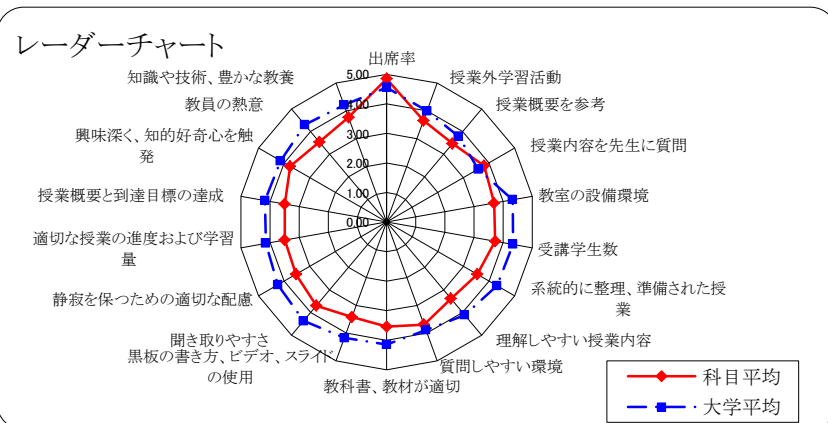 レーダーチャート
出席率
授業外学習活動
授業概要を参考
授業内容を先生に質問
教室の設備環境
受講学生数
系統的に整理、準備された授
業
理解しやすい授業内容
質問しやすい環境
教科書、教材が適切
黒板の書き方、ビデオ、スライド
の使用
聞き取りやすさ
静寂を保つための適切な配慮
適切な授業の進度および学習
量
授業概要と到達目標の達成
興味深く、知的好奇心を触
発
教員の熱意
知識や技術、豊かな教養
5.00
4.00
3.00
2.00
1.00
0.00
科目平均
大学平均